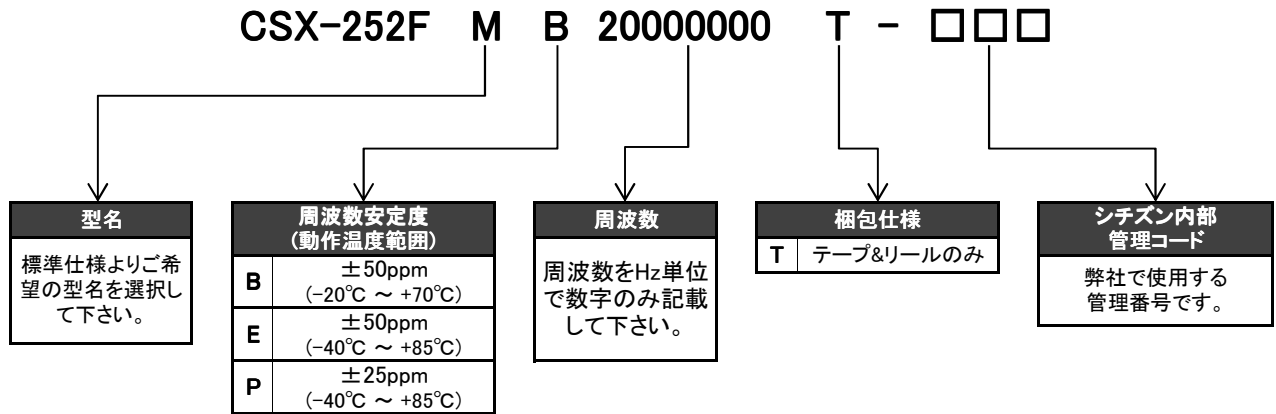 CSX-252F M B 20000000 T - □□□
型名
標準仕様よりご希
望の型名を選択し
て下さい。
周波数安定度
(動作温度範囲)
B ±50ppm
(-20℃ ~ +70℃)
E ±50ppm
(-40℃ ~ +85℃)
P ±25ppm
(-40℃ ~ +85℃)
周波数
周波数をHz単位
で数字のみ記載
して下さい。
梱包仕様
T テープ&リールのみ
シチズン内部
管理コード
弊社で使用する
管理番号です。